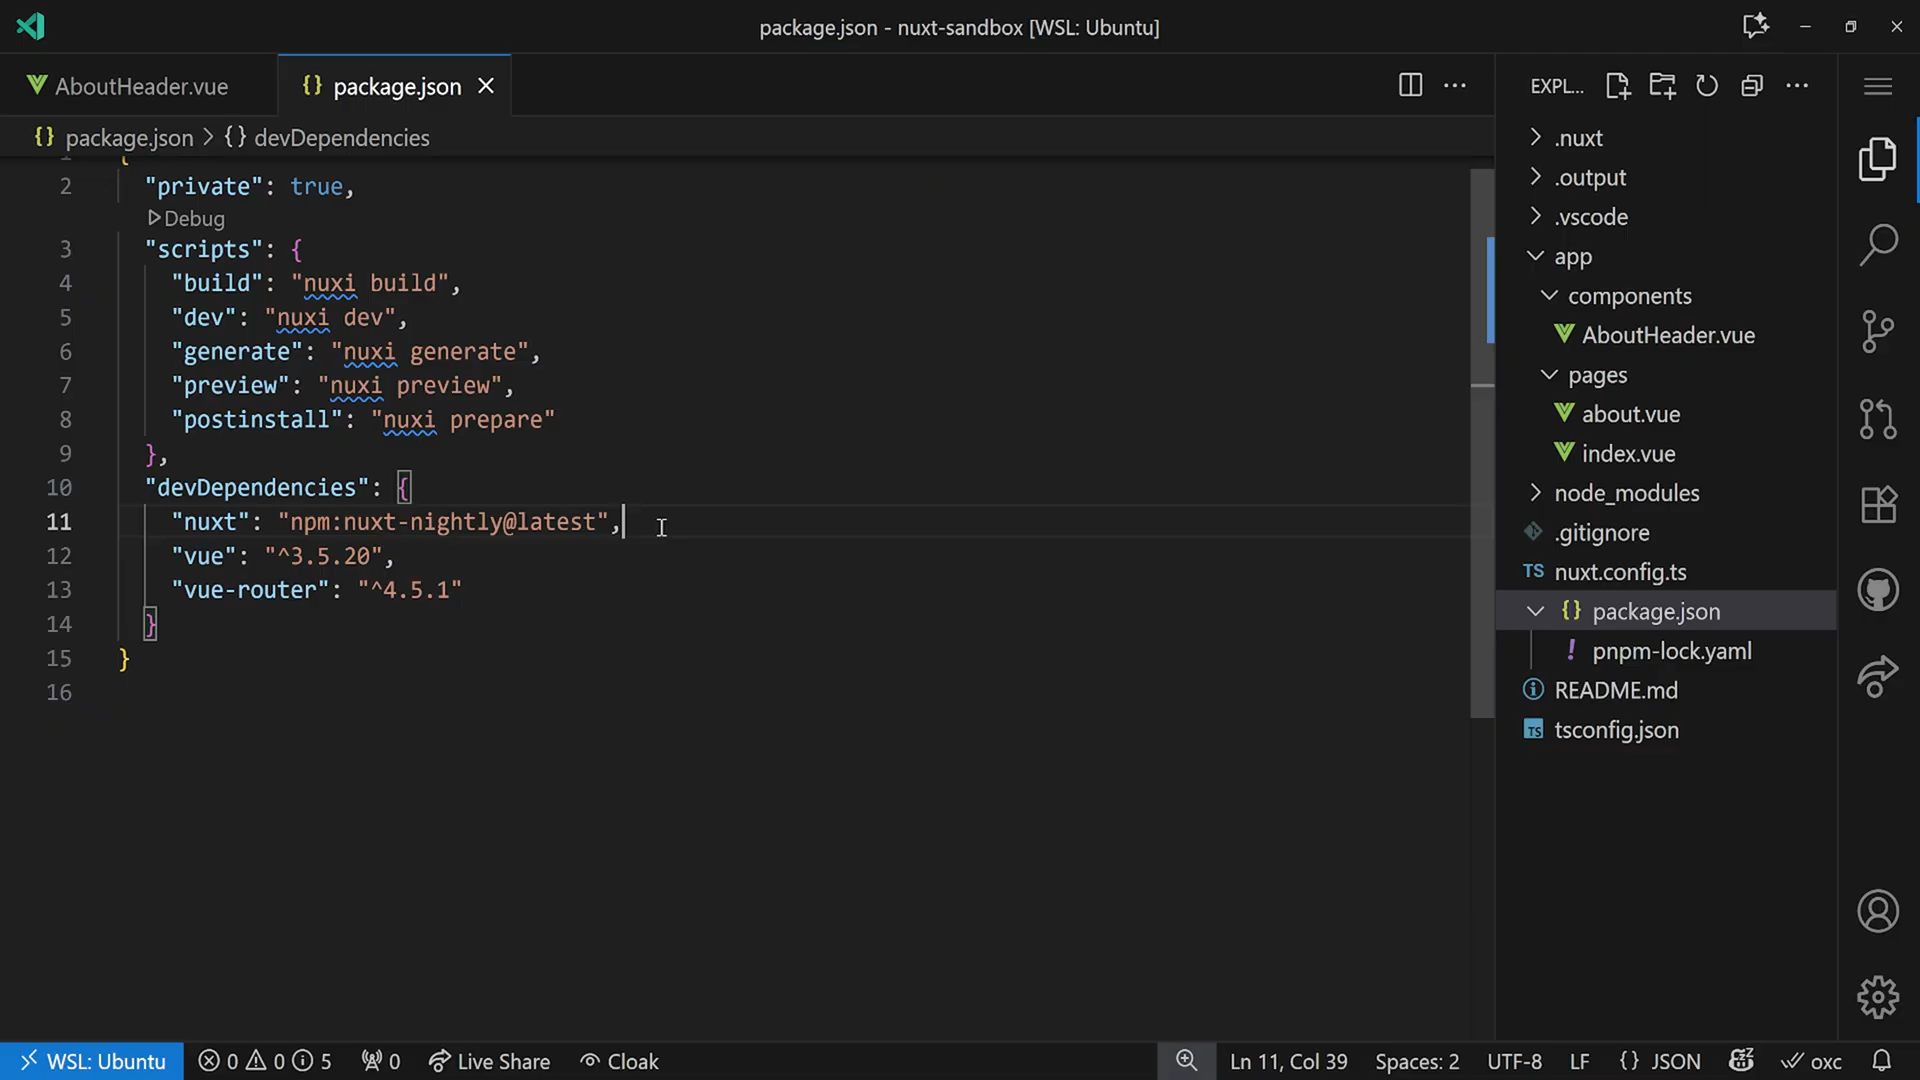 package.json - nuxt-sandbox [WSL: Ubuntu]
AboutHeader.vue
{} package.json
package.json > {} devDependencies
1 {
2 "private": true,
Debug
3 "scripts": {
4 "build": "nuxi build",
5 "dev": "nuxi dev",
6 "generate": "nuxi generate",
7 "preview": "nuxi preview",
8 "postinstall": "nuxi prepare"
9 },
10 "devDependencies": {
11 "nuxt": "npm:nuxt-nightly@latest",
12 "vue": "^3.5.20",
13 "vue-router": "^4.5.1"
14 }
15 }
16
EXPL...
.nuxt
.output
.vscode
app
components
AboutHeader.vue
pages
about.vue
index.vue
node_modules
.gitignore
TS nuxt.config.ts
{} package.json
! pnpm-lock.yaml
README.md
TS tsconfig.json
WSL: Ubuntu 0 0 5 0 Live Share Cloak Ln 11, Col 39 Spaces: 2 UTF-8 LF {} JSON oxc